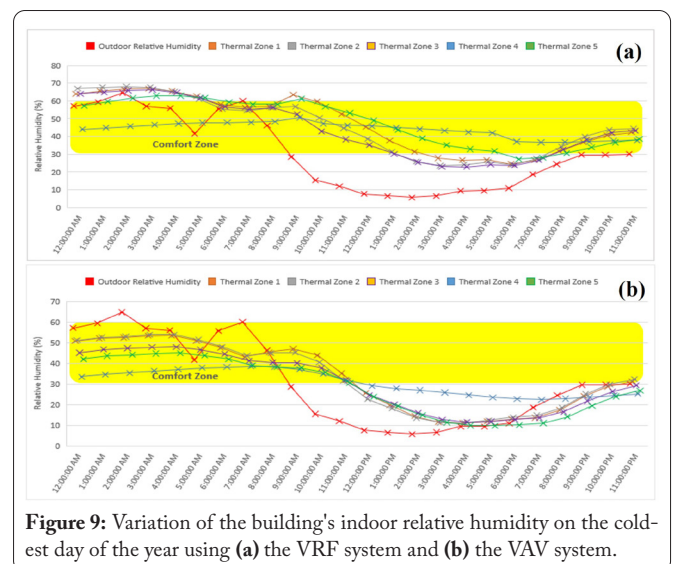 (a)
Outdoor Relative Humidity Thermal Zone 1 Thermal Zone 2 Thermal Zone 3 Thermal Zone 4 Thermal Zone 5
80
70
60
50
40
30
20
10
0
Relative Humidity (%)
Comfort Zone
12:00:00 AM
1:00:00 AM
2:00:00 AM
3:00:00 AM
4:00:00 AM
5:00:00 AM
6:00:00 AM
7:00:00 AM
8:00:00 AM
9:00:00 AM
10:00:00 AM
11:00:00 AM
12:00:00 PM
1:00:00 PM
2:00:00 PM
3:00:00 PM
4:00:00 PM
5:00:00 PM
6:00:00 PM
7:00:00 PM
8:00:00 PM
9:00:00 PM
10:00:00 PM
11:00:00 PM
(b)
Outdoor Relative Humidity Thermal Zone 1 Thermal Zone 2 Thermal Zone 3 Thermal Zone 4 Thermal Zone 5
70
60
50
40
30
20
10
0
Relative Humidity (%)
Comfort Zone
12:00:00 AM
1:00:00 AM
2:00:00 AM
3:00:00 AM
4:00:00 AM
5:00:00 AM
6:00:00 AM
7:00:00 AM
8:00:00 AM
9:00:00 AM
10:00:00 AM
11:00:00 AM
12:00:00 PM
1:00:00 PM
2:00:00 PM
3:00:00 PM
4:00:00 PM
5:00:00 PM
6:00:00 PM
7:00:00 PM
8:00:00 PM
9:00:00 PM
10:00:00 PM
11:00:00 PM
Figure 9: Variation of the building's indoor relative humidity on the cold-
est day of the year using (a) the VRF system and (b) the VAV system.